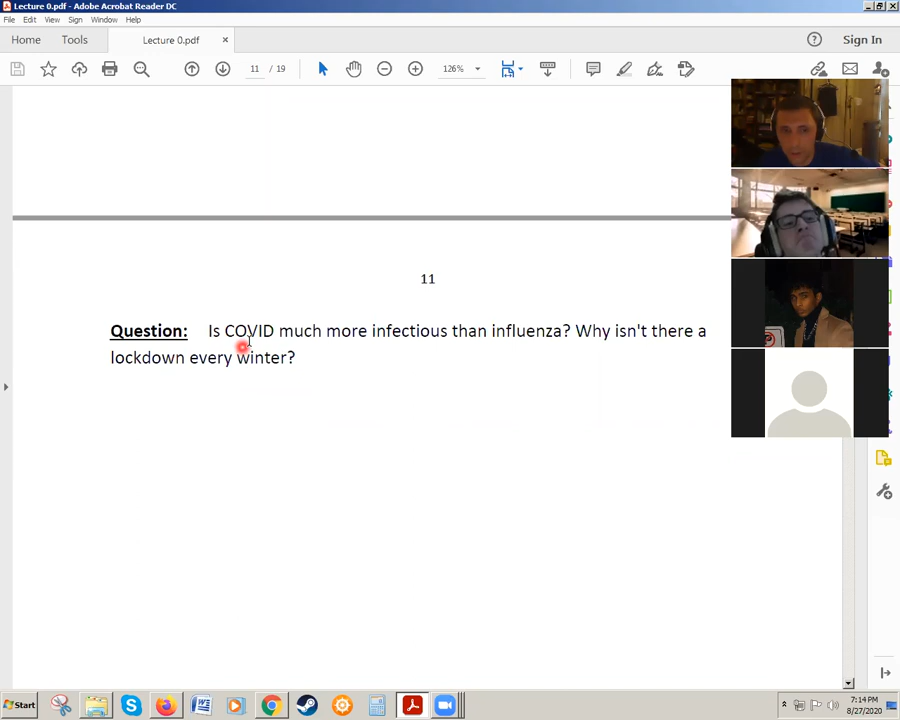 Lecture 0.pdf - Adobe Acrobat Reader DC
File Edit View Sign Window Help
Home Tools Lecture 0.pdf × Sign In
11 / 19 126%
11
Question: Is COVID much more infectious than influenza? Why isn't there a
lockdown every winter?
Start
7:14 PM
8/27/2020